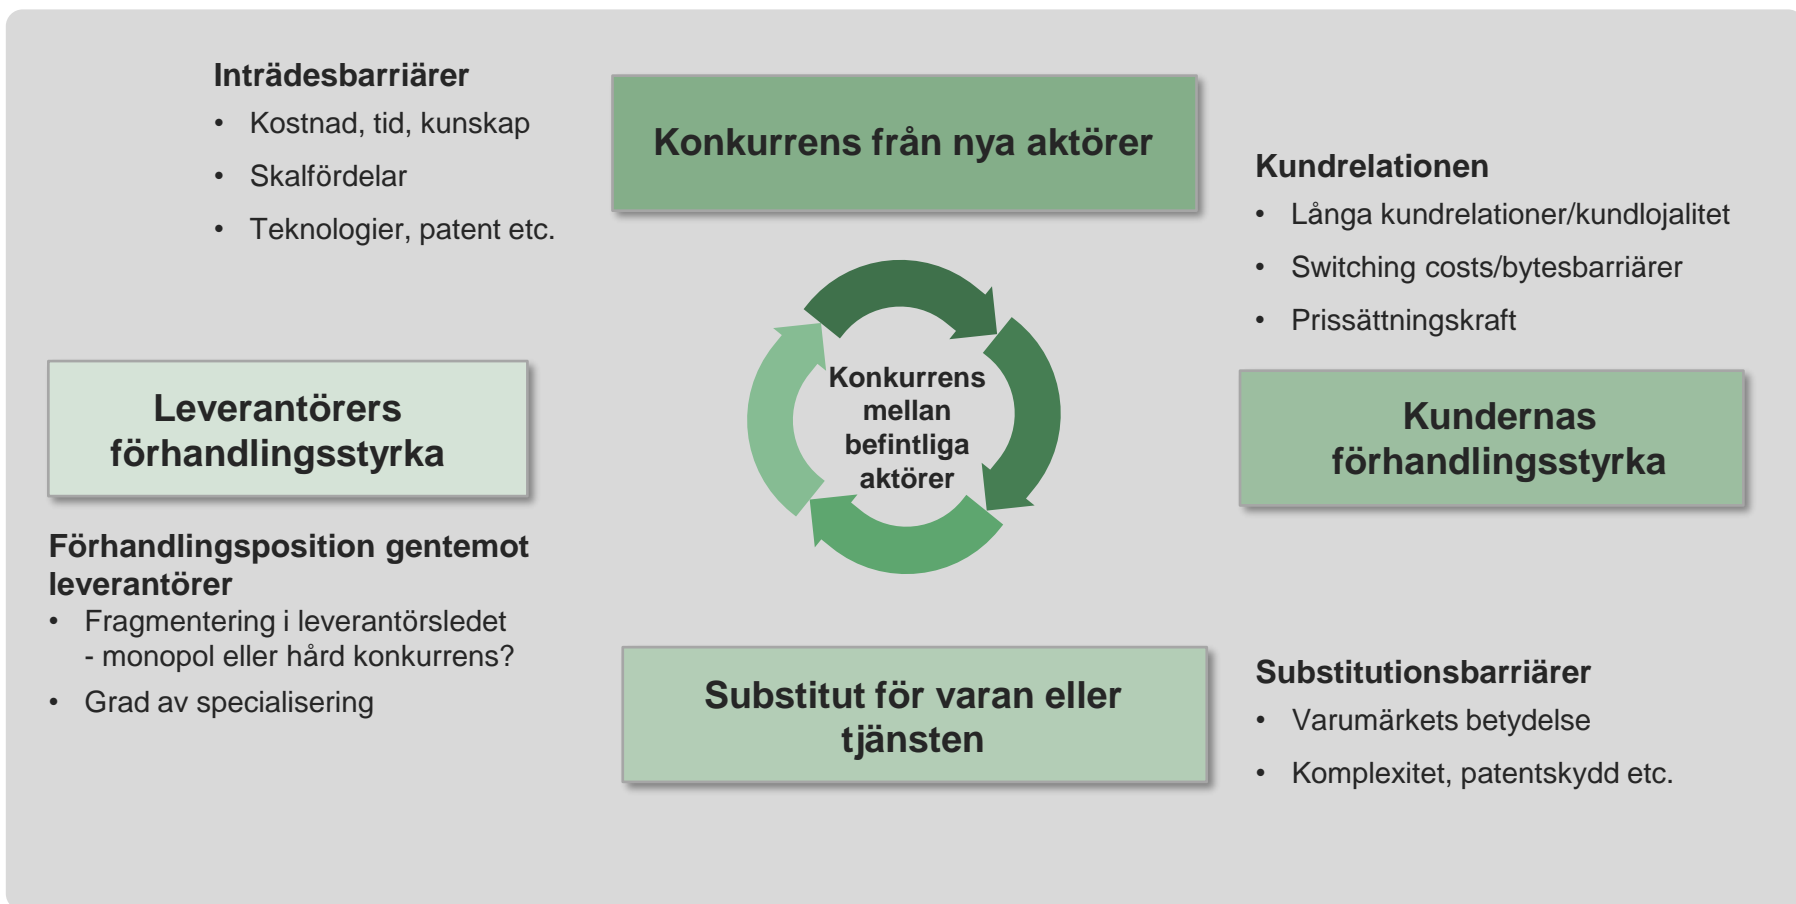 Inträdesbarriärer
• Kostnad, tid, kunskap
• Skalfördelar
• Teknologier, patent etc.
Konkurrens från nya aktörer
Kundrelationen
• Långa kundrelationer/kundlojalitet
• Switching costs/bytesbarriärer
• Prissättningskraft
Leverantörers
förhandlingsstyrka
Konkurrens
mellan
befintliga
aktörer
Kundernas
förhandlingsstyrka
Förhandlingsposition gentemot
leverantörer
• Fragmentering i leverantörsledet
- monopol eller hård konkurrens?
• Grad av specialisering
Substitut för varan eller
tjänsten
Substitutionsbarriärer
• Varumärkets betydelse
• Komplexitet, patentskydd etc.